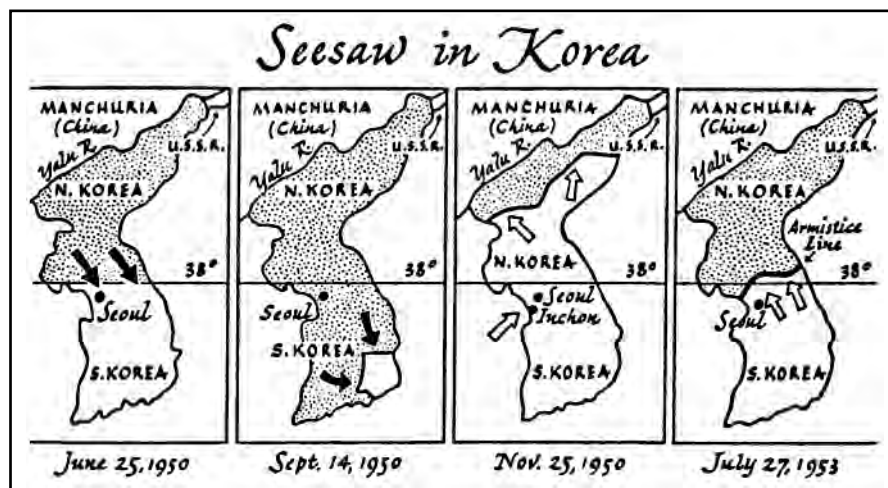 Seesaw in Korea
MANCHURIA
(China)
Yalu R.
U.S.S.R.
N. KOREA
38°
Seoul
S. KOREA
June 25, 1950
MANCHURIA
(China)
Yalu R.
U.S.S.R.
N. KOREA
38°
Seoul
S. KOREA
Sept. 14, 1950
MANCHURIA
(China)
Yalu R.
U.S.S.R.
N. KOREA
38°
Seoul
Inchon
S. KOREA
Nov. 25, 1950
MANCHURIA
(China)
Yalu R.
U.S.S.R.
N. KOREA
Armistice
Line
38°
Seoul
S. KOREA
July 27, 1953